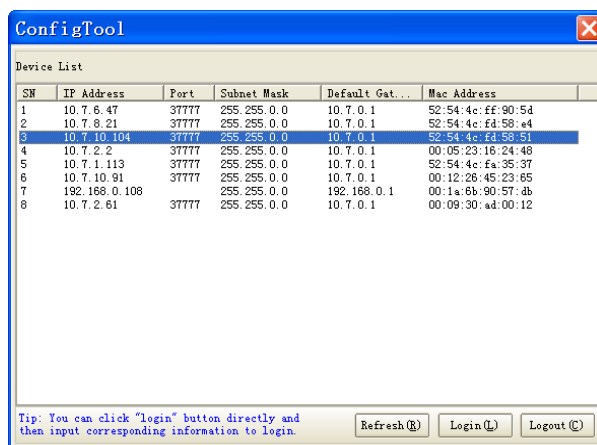 ConfigTool
Device List
SN IP Address Port Subnet Mask Default Gat... Mac Address
1 10.7.6.47 37777 255.255.0.0 10.7.0.1 52:54:4c:ff:90:5d
2 10.7.8.21 37777 255.255.0.0 10.7.0.1 52:54:4c:fd:58:e4
3 10.7.10.104 37777 255.255.0.0 10.7.0.1 52:54:4c:fd:58:51
4 10.7.2.2 37777 255.255.0.0 10.7.0.1 00:05:23:16:24:48
5 10.7.1.113 37777 255.255.0.0 10.7.0.1 52:54:4c:fa:35:37
6 10.7.10.91 37777 255.255.0.0 10.7.0.1 00:12:26:45:23:65
7 192.168.0.108 255.255.0.0 192.168.0.1 00:1a:6b:90:57:db
8 10.7.2.61 37777 255.255.0.0 10.7.0.1 00:09:30:ad:00:12
Tip: You can click "login" button directly and
then input corresponding information to login.
Refresh(R) Login(L) Logout(C)